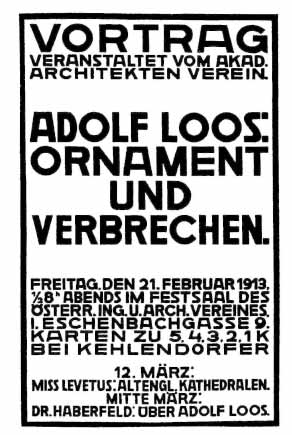 VORTRAG
VERANSTALTET VOM AKAD.
ARCHITEKTEN VEREIN.
ADOLF LOOS:
ORNAMENT
UND
VERBRECHEN.
FREITAG, DEN 21. FEBRUAR 1913,
½8ʰ ABENDS IM FESTSAAL DES
ÖSTERR. ING. U. ARCH. VEREINES,
I. ESCHENBACHGASSE 9.
KARTEN ZU 5, 4, 3, 2, 1 K
BEI KEHLENDORFER
12. MÄRZ:
MISS LEVETUS: ALTENGL. KATHEDRALEN.
MITTE MÄRZ:
DR. HABERFELD: ÜBER ADOLF LOOS.